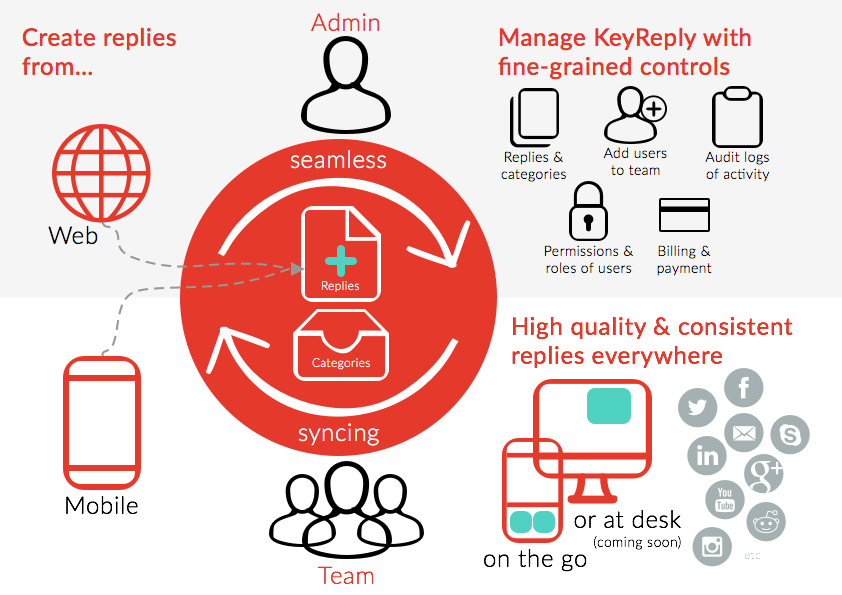 Create replies
from...
Admin
Manage KeyReply with
fine-grained controls
seamless
Replies &
categories
Add users
to team
Audit logs
of activity
Web
Permissions &
roles of users
Billing &
payment
Replies
Categories
syncing
Mobile
Team
High quality & consistent
replies everywhere
or at desk
(coming soon)
on the go
f
in
S
g+
You
Tube
etc